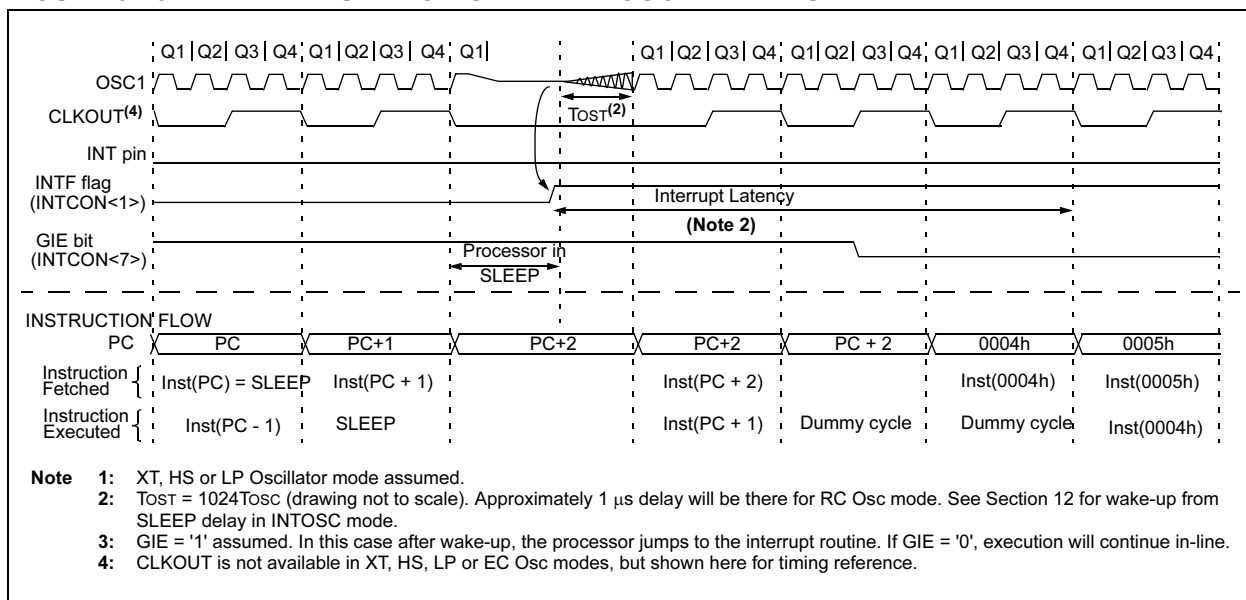 Q1 Q2 Q3 Q4 Q1 Q2 Q3 Q4 Q1 Q1 Q2 Q3 Q4 Q1 Q2 Q3 Q4 Q1 Q2 Q3 Q4 Q1 Q2 Q3 Q4
OSC1
TOST(2)
CLKOUT(4)
INT pin
INTF flag
(INTCON<1>)
Interrupt Latency
(Note 2)
GIE bit
(INTCON<7>)
Processor in
SLEEP
INSTRUCTION FLOW
PC PC PC+1 PC+2 PC+2 PC + 2 0004h 0005h
Instruction
Fetched
Inst(PC) = SLEEP Inst(PC + 1) Inst(PC + 2) Inst(0004h) Inst(0005h)
Instruction
Executed
Inst(PC - 1) SLEEP Inst(PC + 1) Dummy cycle Dummy cycle Inst(0004h)
Note 1: XT, HS or LP Oscillator mode assumed.
2: TOST = 1024TOSC (drawing not to scale). Approximately 1 μs delay will be there for RC Osc mode. See Section 12 for wake-up from
SLEEP delay in INTOSC mode.
3: GIE = '1' assumed. In this case after wake-up, the processor jumps to the interrupt routine. If GIE = '0', execution will continue in-line.
4: CLKOUT is not available in XT, HS, LP or EC Osc modes, but shown here for timing reference.